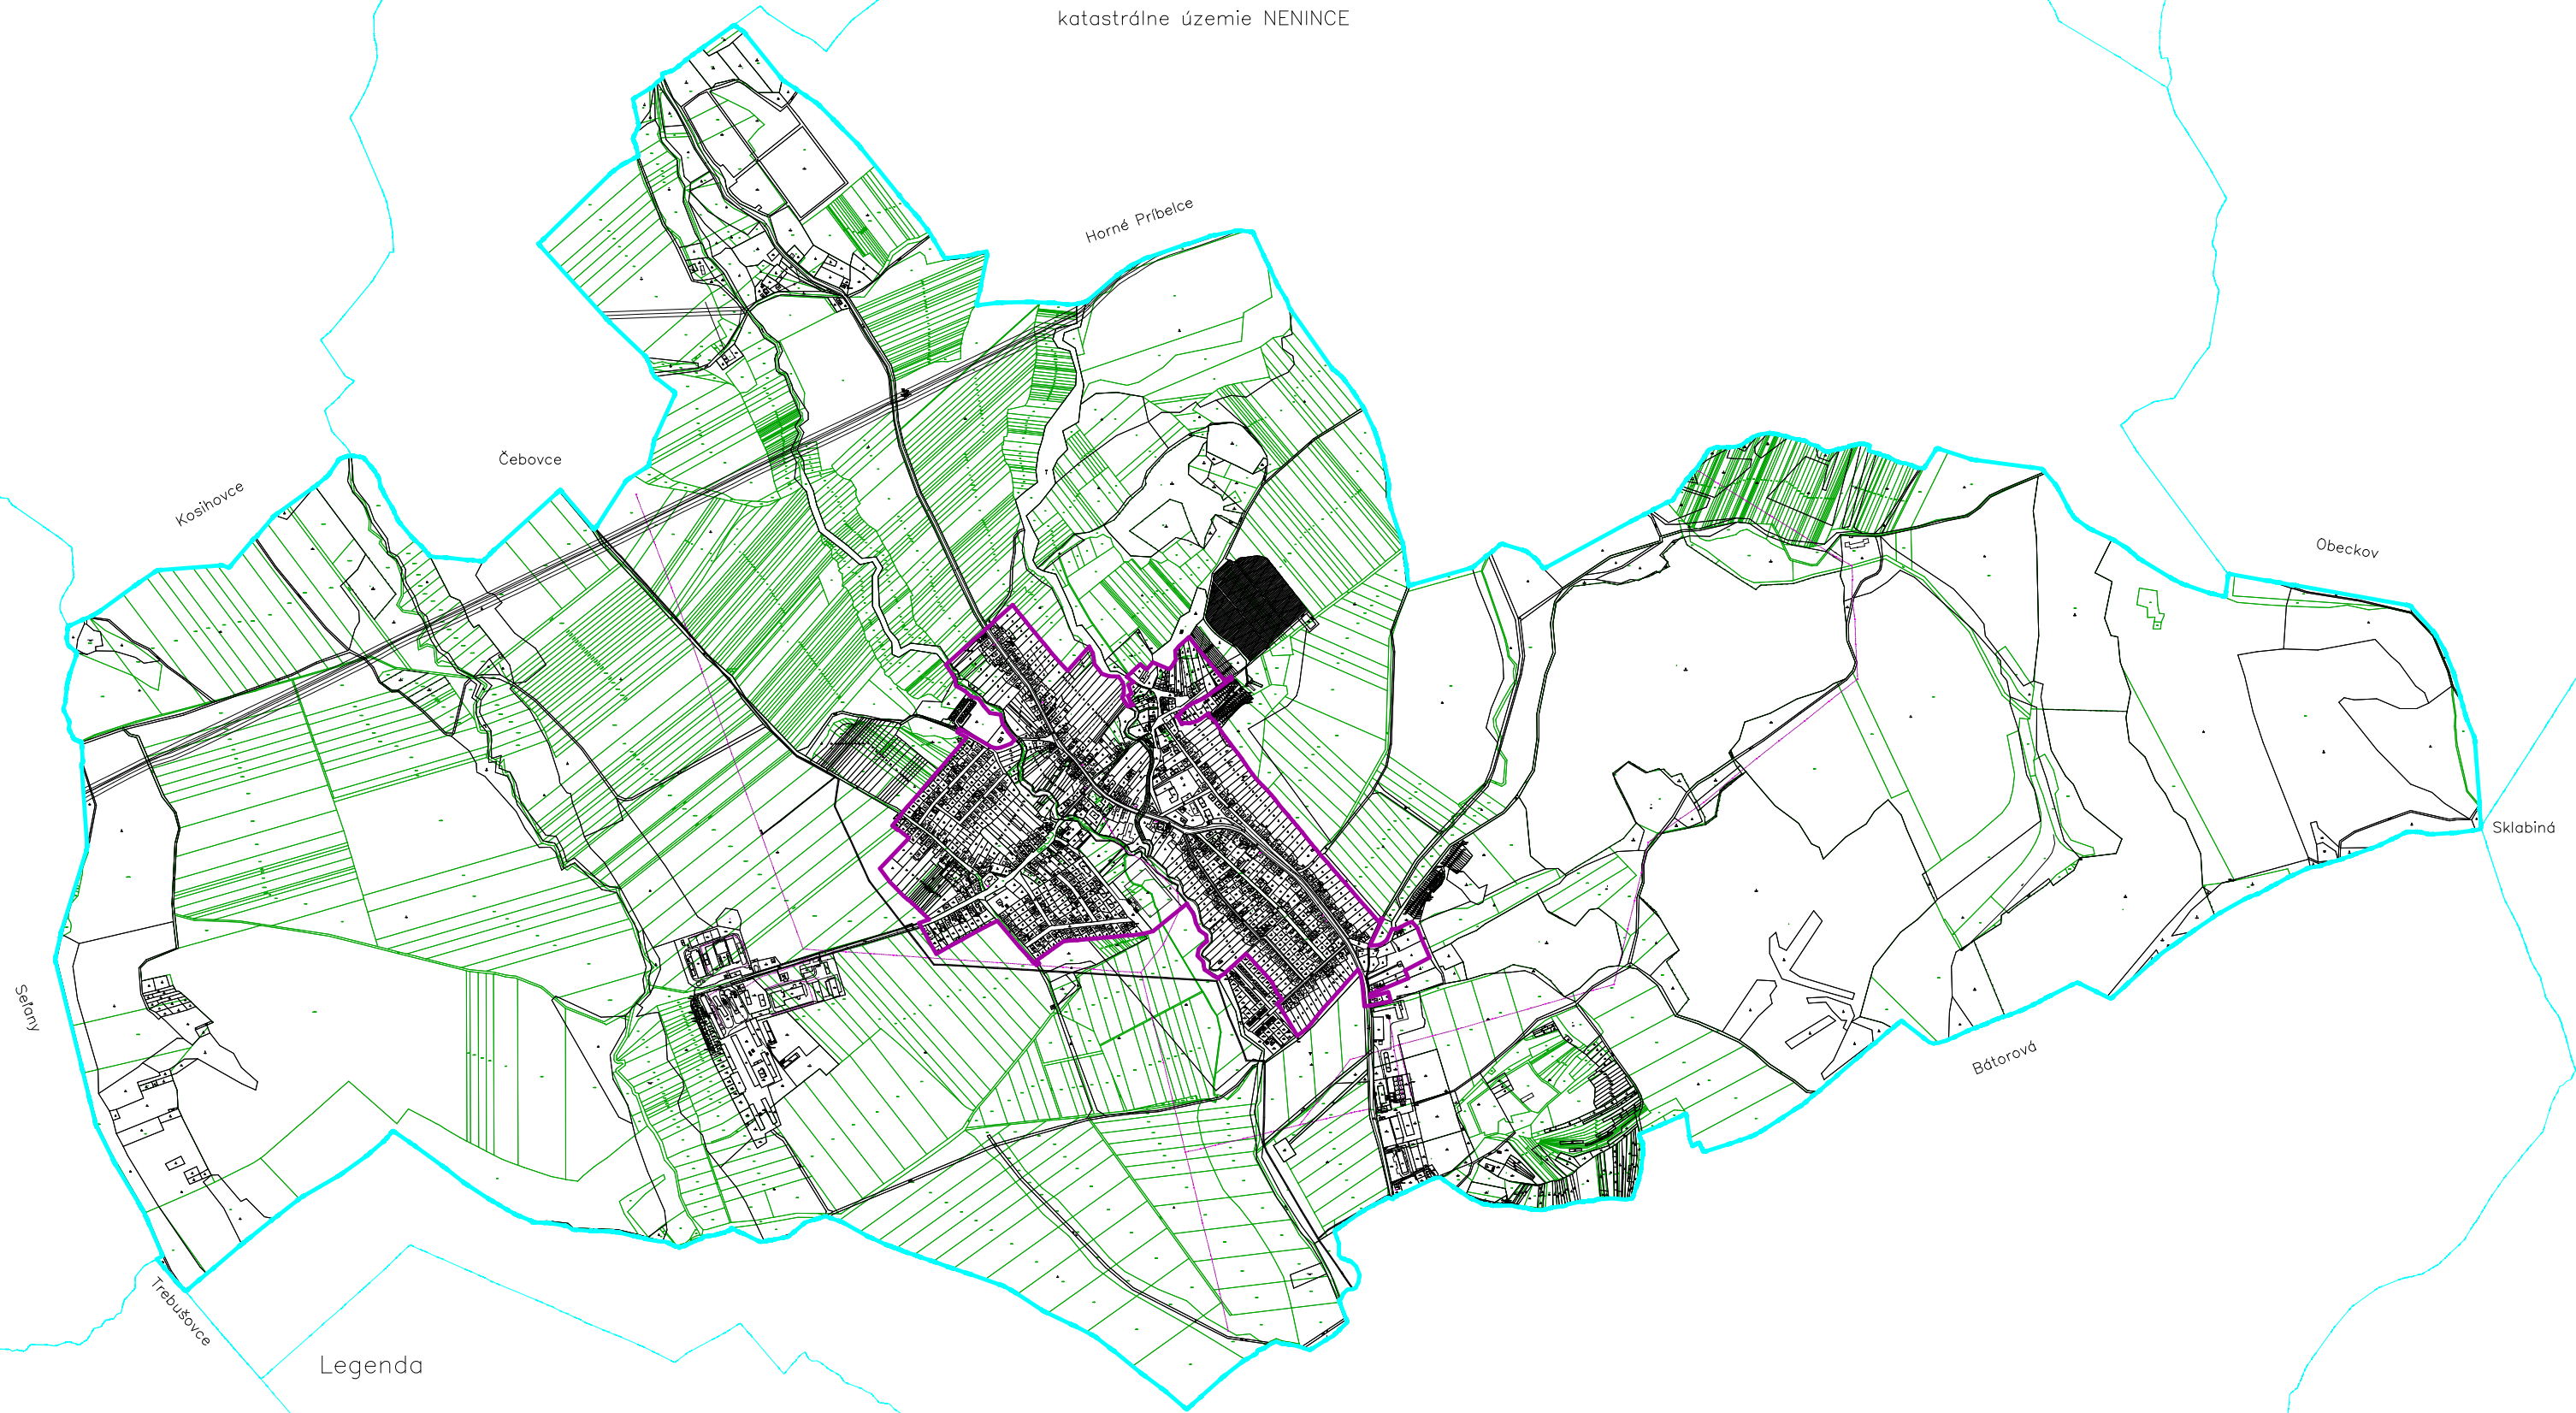 katastrálne územie NENINCE
Horné Príbelce
Čebovce
Kosihovce
Obeckov
Sklabiná
Seľany
Bátorová
Trebušovce
Legenda